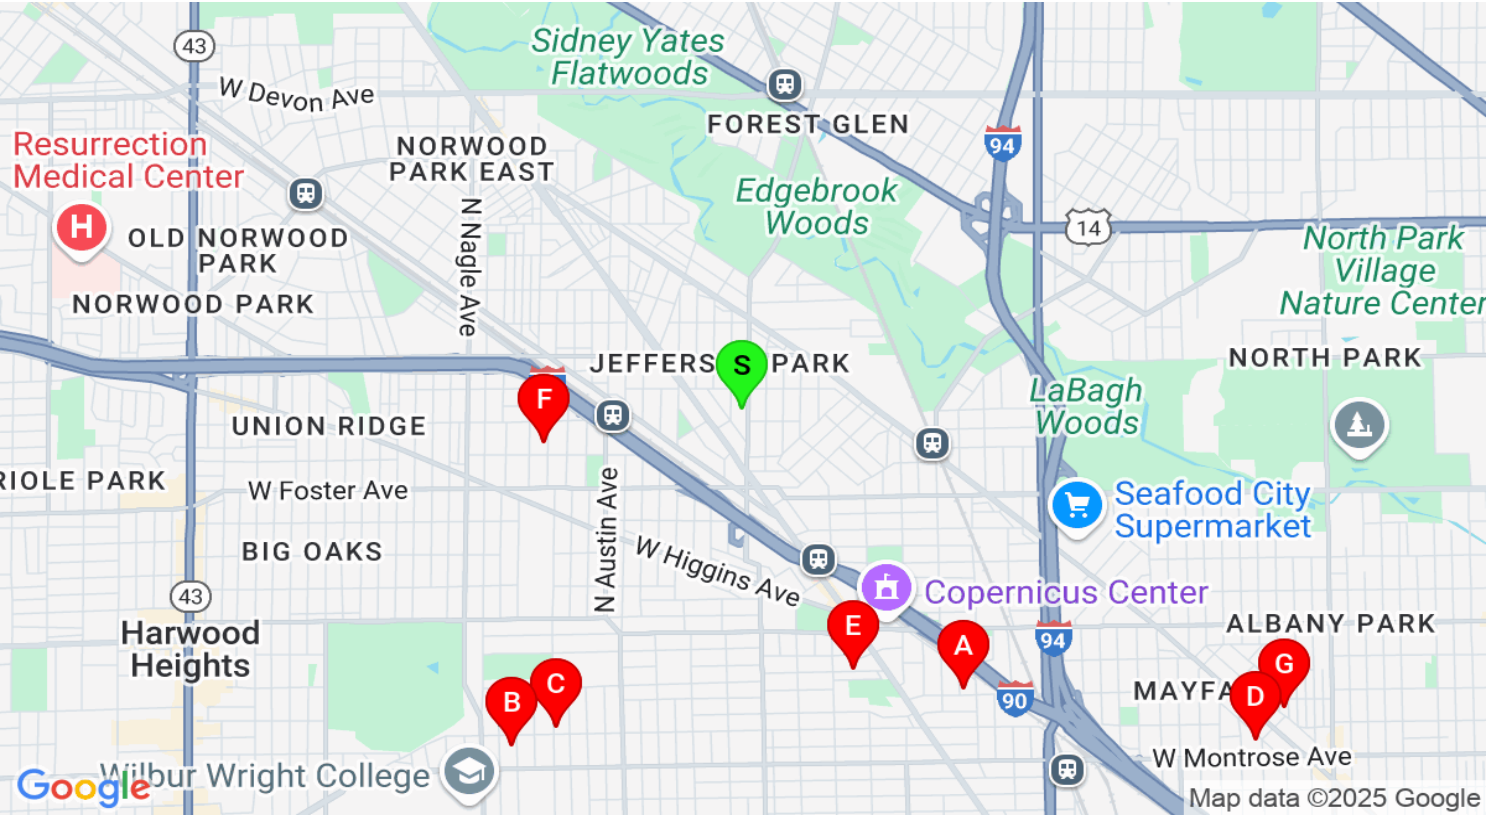 43
Sidney Yates
Flatwoods
W Devon Ave
FOREST GLEN
Resurrection
Medical Center
NORWOOD
PARK EAST
94
Edgebrook
Woods
H
N Nagle Ave
14
OLD NORWOOD
PARK
North Park
Village
Nature Center
NORWOOD PARK
JEFFERS
S
PARK
NORTH PARK
F
LaBagh
Woods
UNION RIDGE
RIOLE PARK
W Foster Ave
N Austin Ave
Seafood City
Supermarket
BIG OAKS
W Higgins Ave
43
Copernicus Center
Harwood
Heights
E
A
94
ALBANY PARK
G
B
C
90
MAYFA
D
W Montrose Ave
Wilbur Wright College
Google
Map data ©2025 Google